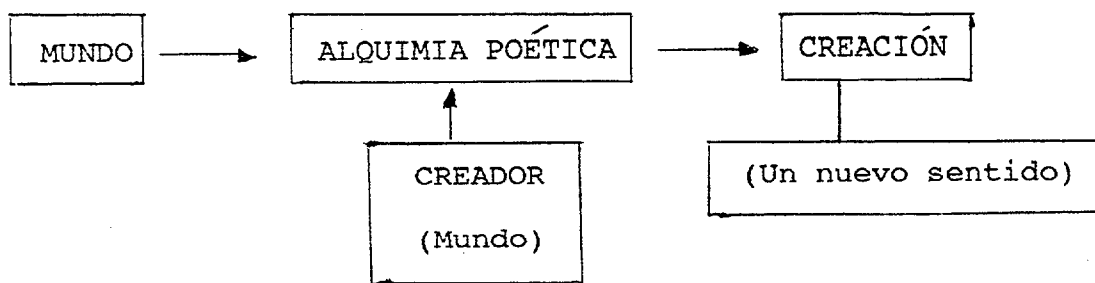 MUNDO
ALQUIMIA POÉTICA
CREACIÓN
CREADOR
(Mundo)
(Un nuevo sentido)